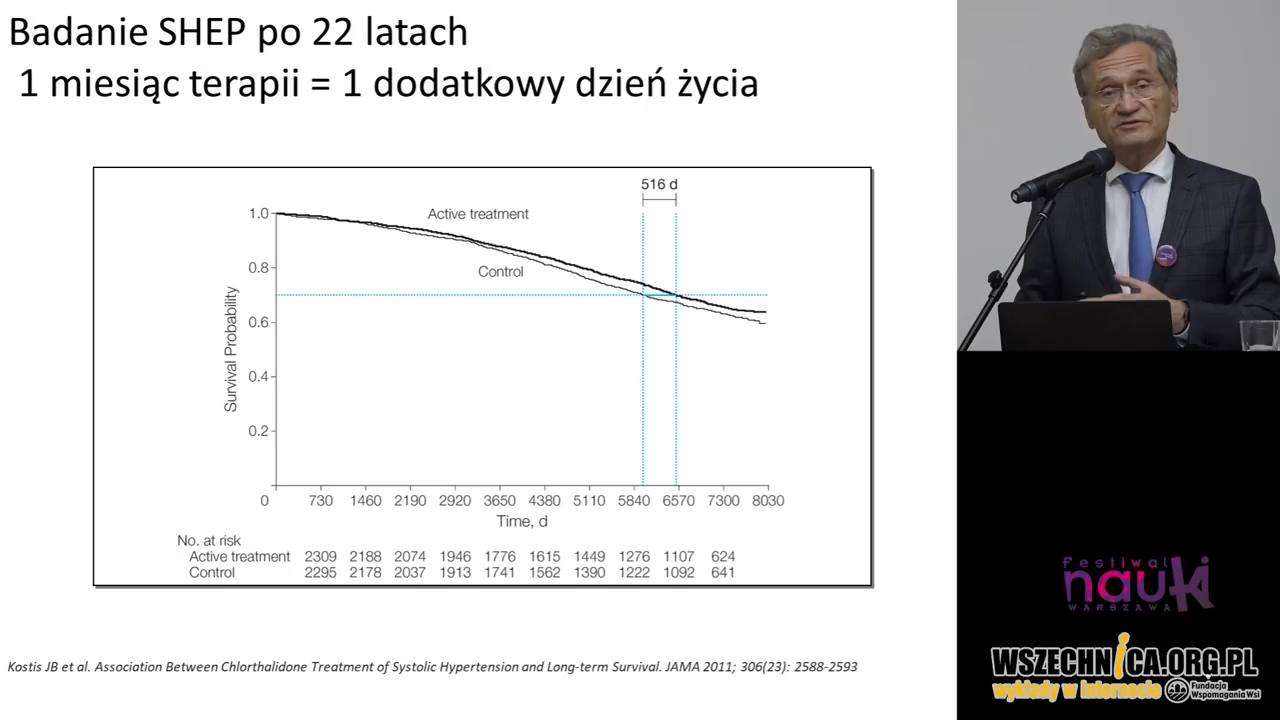 Badanie SHEP po 22 latach
1 miesiąc terapii = 1 dodatkowy dzień życia
516 d
1.0
Active treatment
0.8
Control
0.6
0.4
0.2
Survival Probability
0 730 1460 2190 2920 3650 4380 5110 5840 6570 7300 8030
Time, d
No. at risk
Active treatment 2309 2188 2074 1946 1776 1615 1449 1276 1107 624
Control 2295 2178 2037 1913 1741 1562 1390 1222 1092 641
Kostis JB et al. Association Between Chlorthalidone Treatment of Systolic Hypertension and Long-term Survival. JAMA 2011; 306(23): 2588-2593
Festiwal
nauki
WARSZAWA
WSZECHNICA.ORG.PL
wykłady w internecie
Fundacja
Wspomagania Wsi